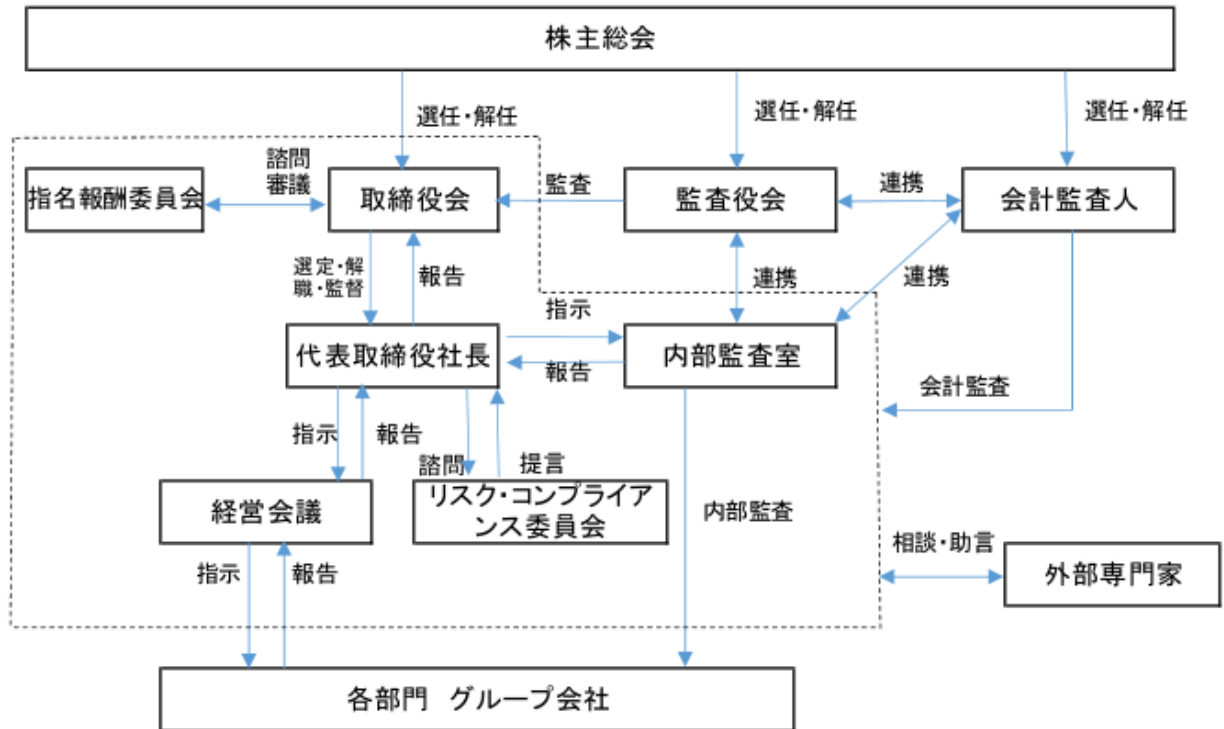 株主総会
選任・解任
選任・解任
選任・解任
指名報酬委員会
諮問
審議
取締役会
監査
監査役会
連携
会計監査人
選定・解
職・監督
報告
連携
連携
代表取締役社長
指示
報告
内部監査室
会計監査
指示
報告
諮問
提言
経営会議
リスク・コンプライア
ンス委員会
内部監査
相談・助言
外部専門家
指示
報告
各部門　グループ会社